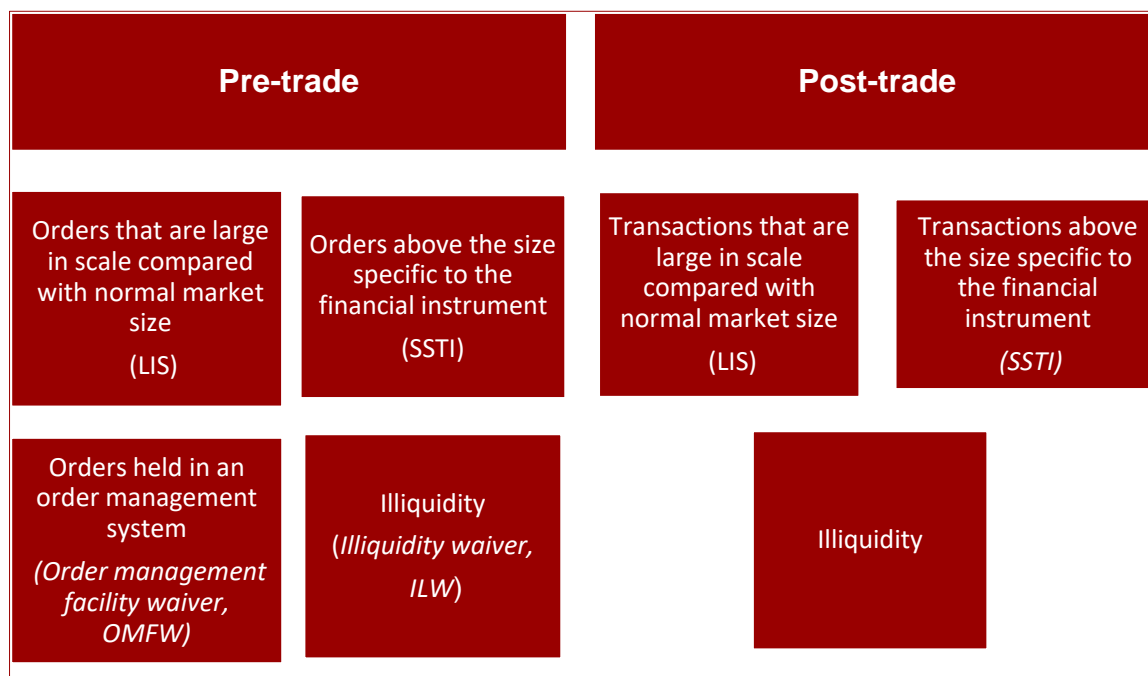 Pre-trade
Post-trade
Orders that are large
in scale compared
with normal market
size
(LIS)
Orders above the size
specific to the
financial instrument
(SSTI)
Transactions that are
large in scale
compared with
normal market size
(LIS)
Transactions above
the size specific to
the financial
instrument
(SSTI)
Orders held in an
order management
system
(Order management
facility waiver,
OMFW)
Illiquidity
(Illiquidity waiver,
ILW)
Illiquidity